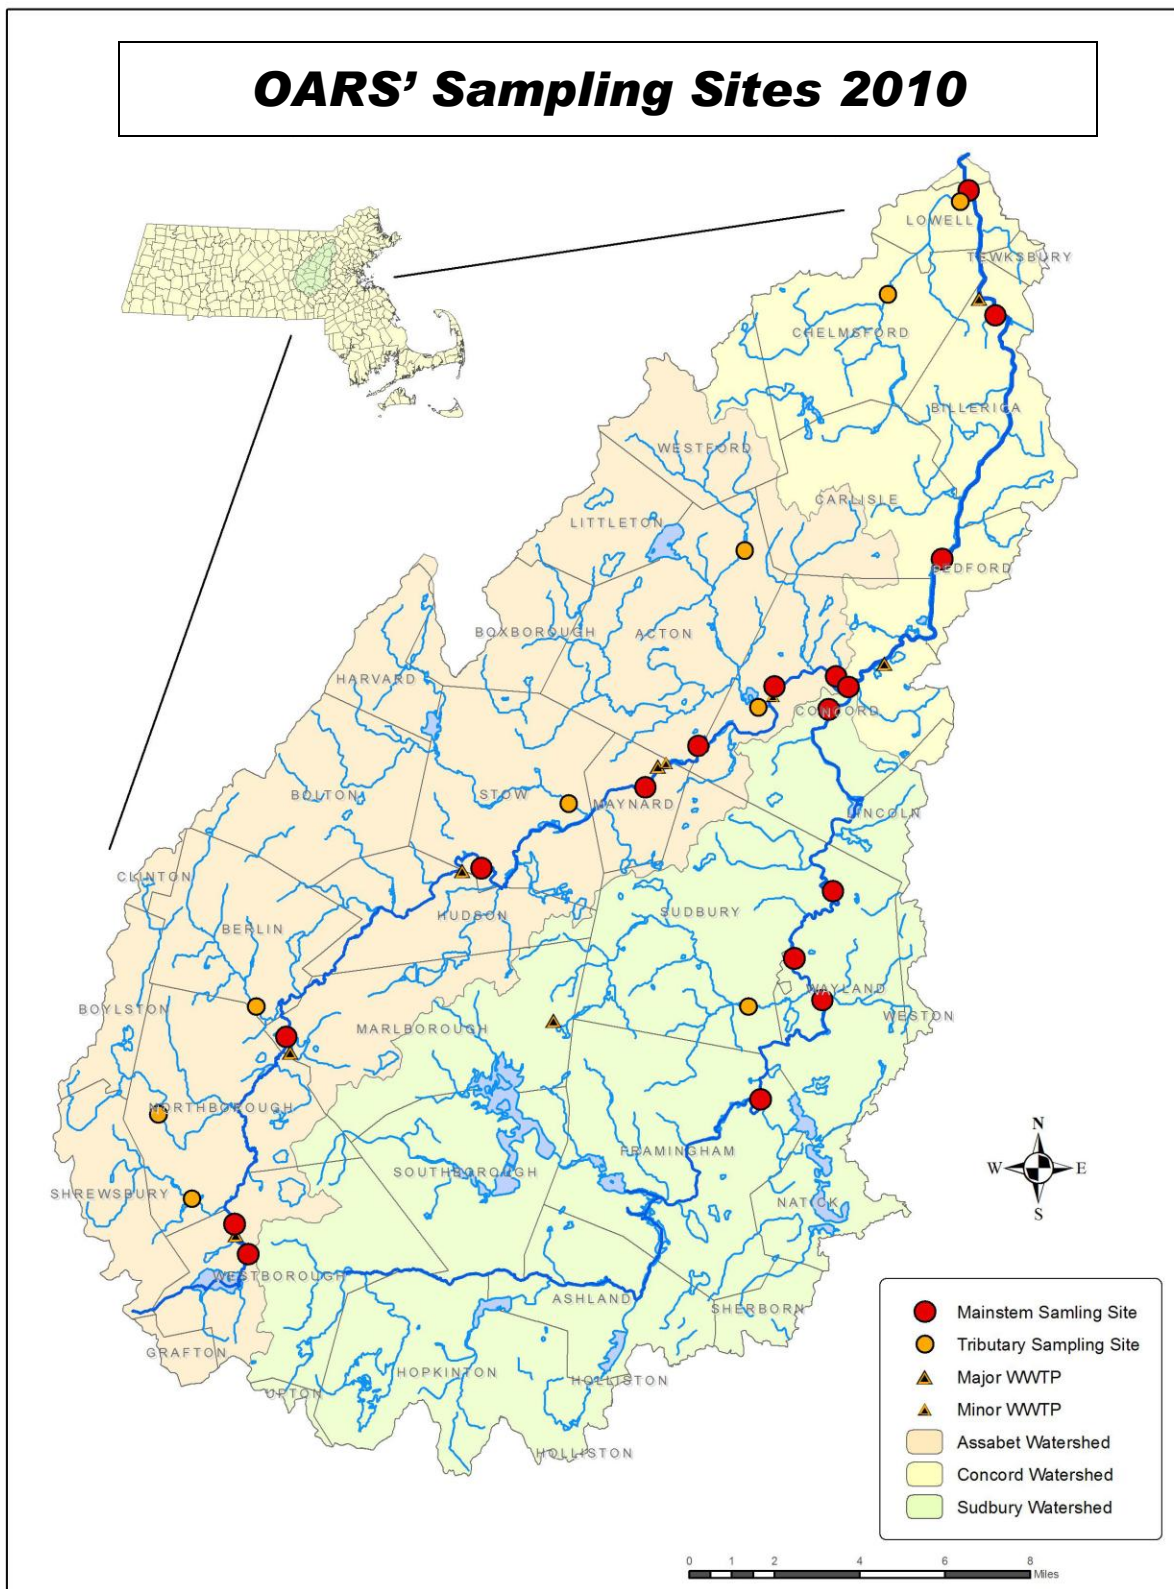 OARS' Sampling Sites 2010
LOWELL
TEWKSBURY
CHELMSFORD
BILLERICA
WESTFORD
CARLISLE
LITTLETON
BEDFORD
BOXBOROUGH
ACTON
HARVARD
CONCORD
BOLTON
STOW
MAYNARD
LINCOLN
CLINTON
HUDSON
SUDBURY
BERLIN
WAYLAND
BOYLSTON
MARLBOROUGH
WESTON
NORTHBOROUGH
FRAMINGHAM
SOUTHBOROUGH
SHREWSBURY
NATICK
WESTBOROUGH
ASHLAND
SHERBORN
GRAFTON
HOPKINTON
HOLLISTON
UPTON
HOLLISTON
N
W E
S
Mainstem Samling Site
Tributary Sampling Site
Major WWTP
Minor WWTP
Assabet Watershed
Concord Watershed
Sudbury Watershed
0 1 2 4 6 8
Miles